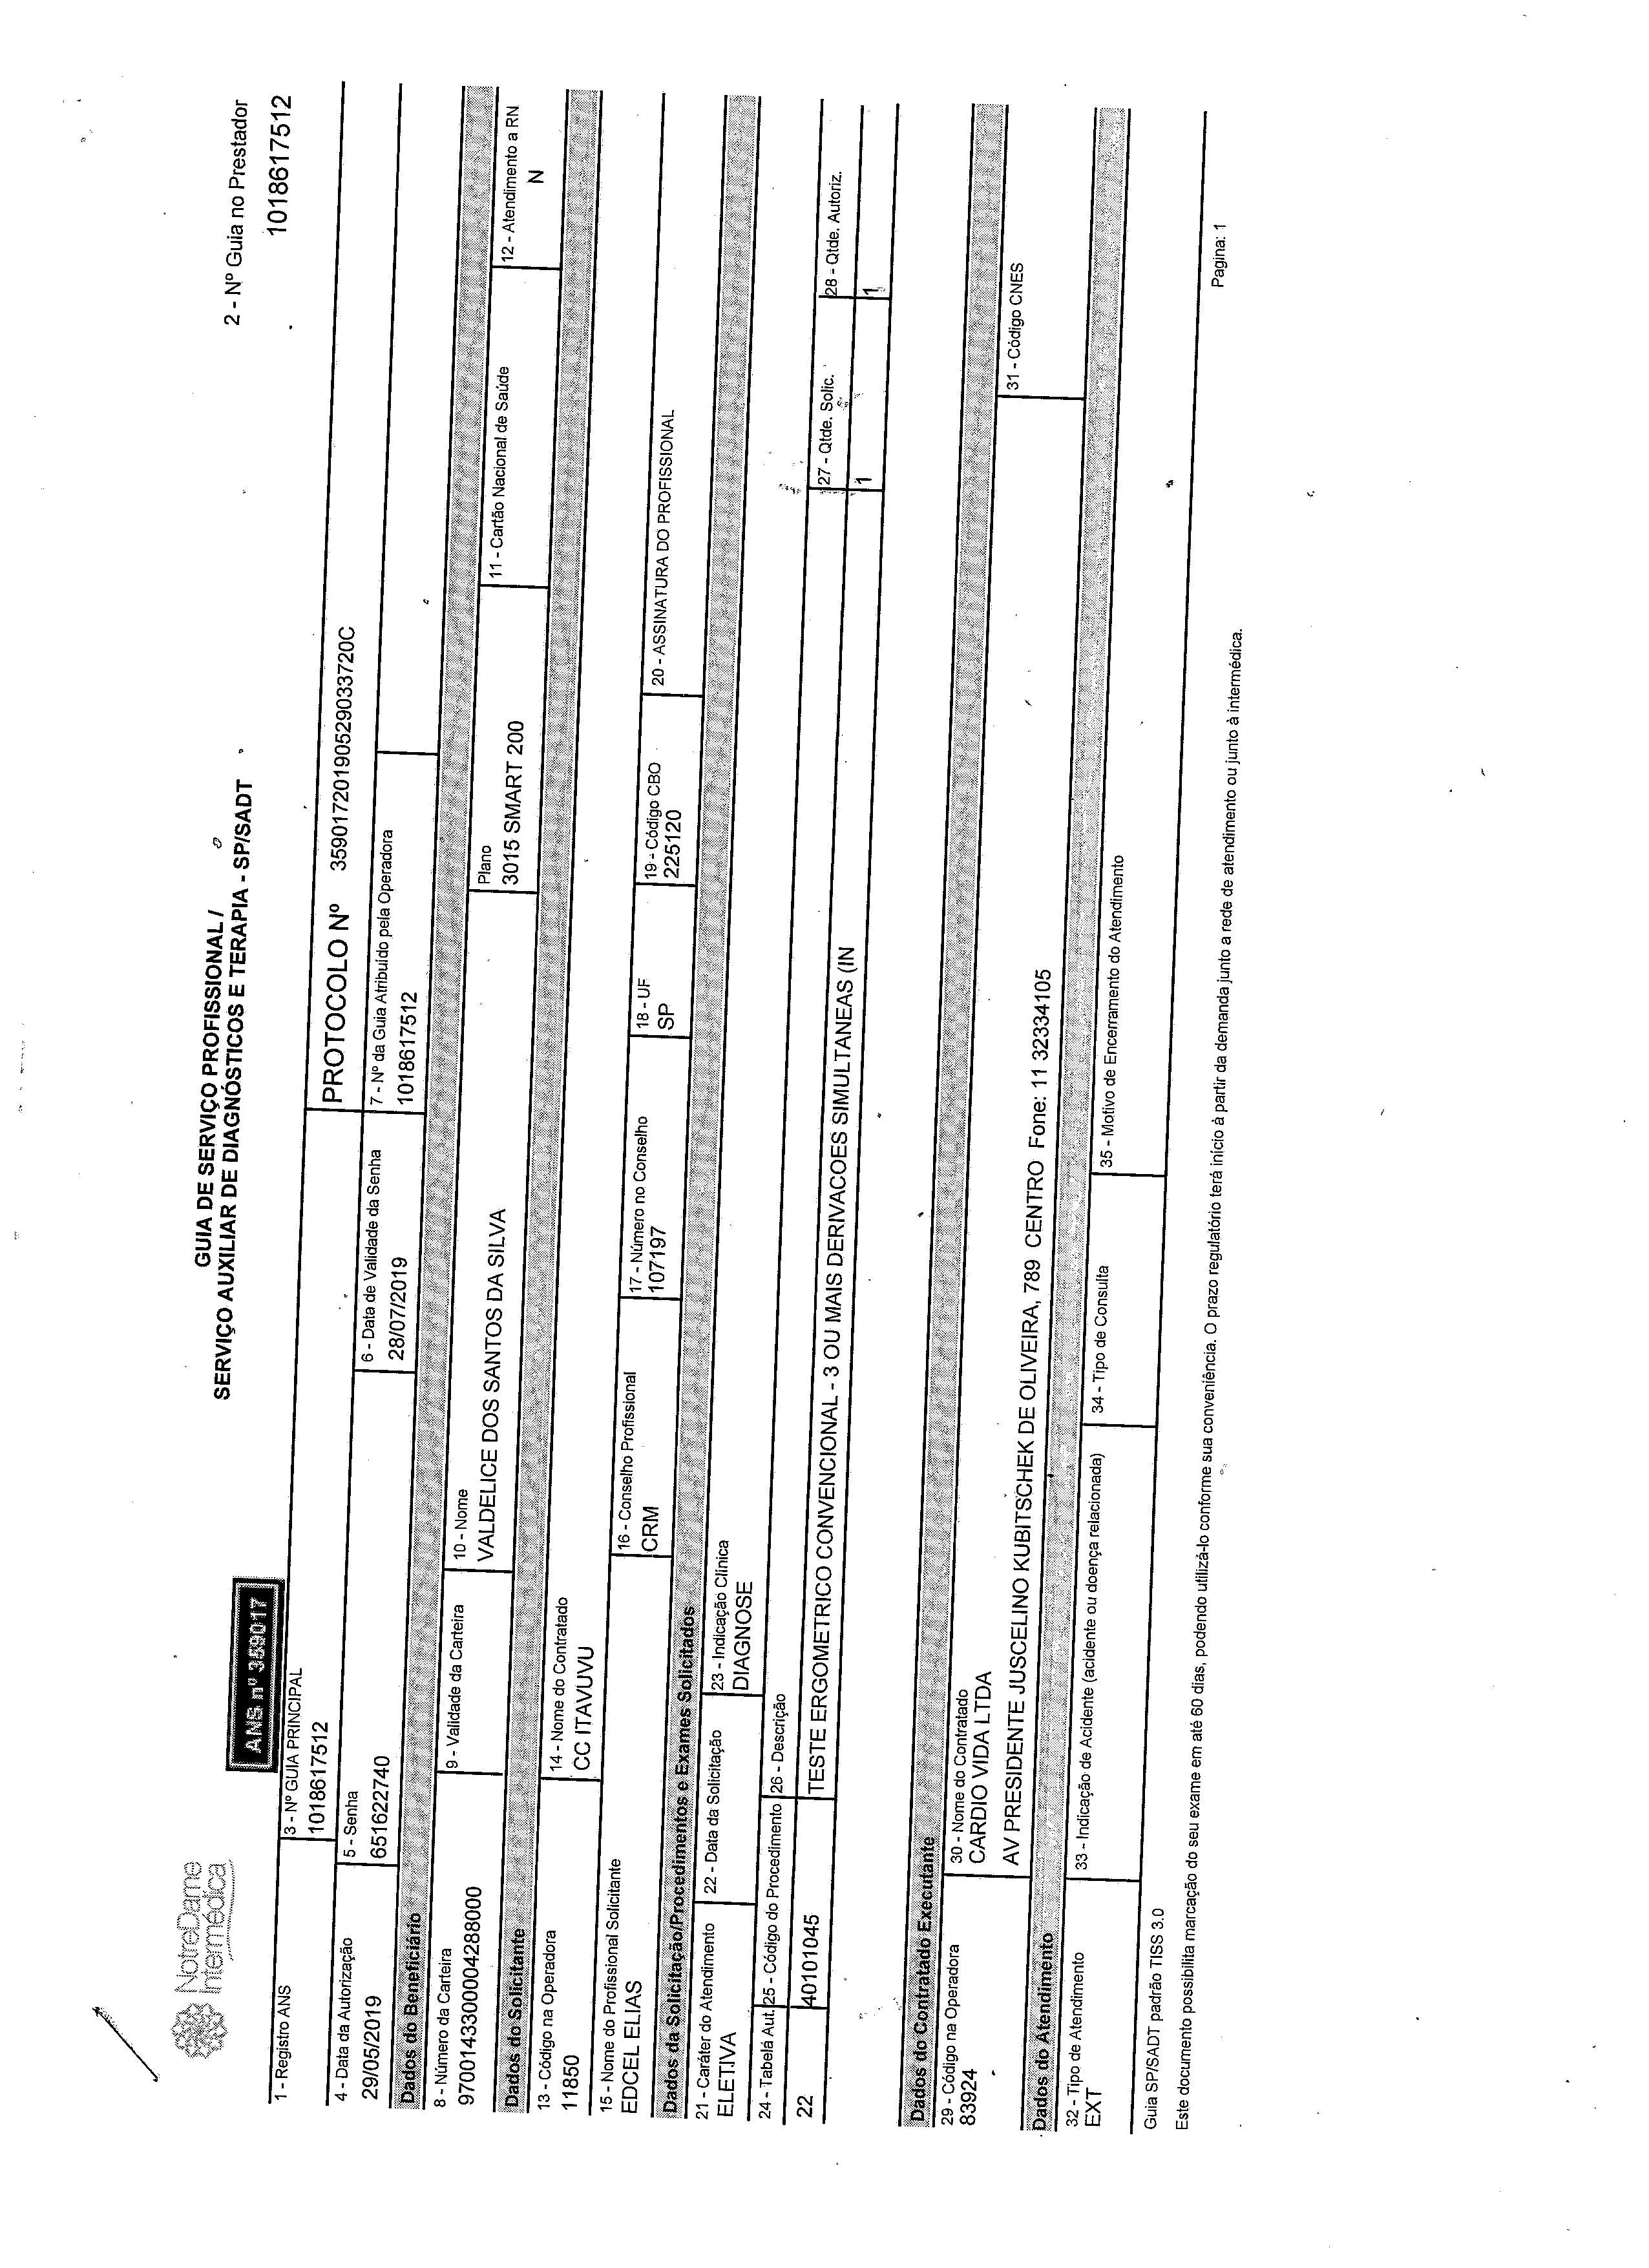 NotreDame
Intermédica
GUIA DE SERVIÇO PROFISSIONAL /
SERVIÇO AUXILIAR DE DIAGNÓSTICOS E TERAPIA - SP/SADT
2 - Nº Guia no Prestador
1018617512
ANS nº 359017
1 - Registro ANS
3 - Nº GUIA PRINCIPAL
1018617512
PROTOCOLO Nº 35901720190529033720C
4 - Data da Autorização
29/05/2019
5 - Senha
651622740
6 - Data de Validade da Senha
28/07/2019
7 - Nº da Guia Atribuído pela Operadora
1018617512
Dados do Beneficiário
8 - Número da Carteira
9700143300004288000
9 - Validade da Carteira
10 - Nome
VALDELICE DOS SANTOS DA SILVA
Plano
3015 SMART 200
11 - Cartão Nacional de Saúde
12 - Atendimento a RN
N
Dados do Solicitante
13 - Código na Operadora
11850
14 - Nome do Contratado
CC ITAVUVU
15 - Nome do Profissional Solicitante
EDCEL ELIAS
16 - Conselho Profissional
CRM
17 - Número no Conselho
107197
18 - UF
SP
19 - Código CBO
225120
20 - ASSINATURA DO PROFISSIONAL
Dados da Solicitação/Procedimentos e Exames Solicitados
21 - Caráter do Atendimento
ELETIVA
22 - Data da Solicitação
23 - Indicação Clínica
DIAGNOSE
24 - Tabela Aut. 25 - Código do Procedimento 26 - Descrição 27 - Qtde. Solic. 28 - Qtde. Autoriz.
22 40101045 TESTE ERGOMETRICO CONVENCIONAL - 3 OU MAIS DERIVACOES SIMULTANEAS (IN 1 1
Dados do Contratado Executante
29 - Código na Operadora
83924
30 - Nome do Contratado
CARDIO VIDA LTDA
AV PRESIDENTE JUSCELINO KUBITSCHEK DE OLIVEIRA, 789 CENTRO Fone: 11 32334105
31 - Código CNES
Dados do Atendimento
32 - Tipo de Atendimento
EXT
33 - Indicação de Acidente (acidente ou doença relacionada)
34 - Tipo de Consulta
35 - Motivo de Encerramento do Atendimento
Guia SP/SADT padrão TISS 3.0
Pagina: 1
Este documento possibilita marcação do seu exame em até 60 dias, podendo utilizá-lo conforme sua conveniência. O prazo regulatório terá início à partir da demanda junto a rede de atendimento ou junto à intermédica.